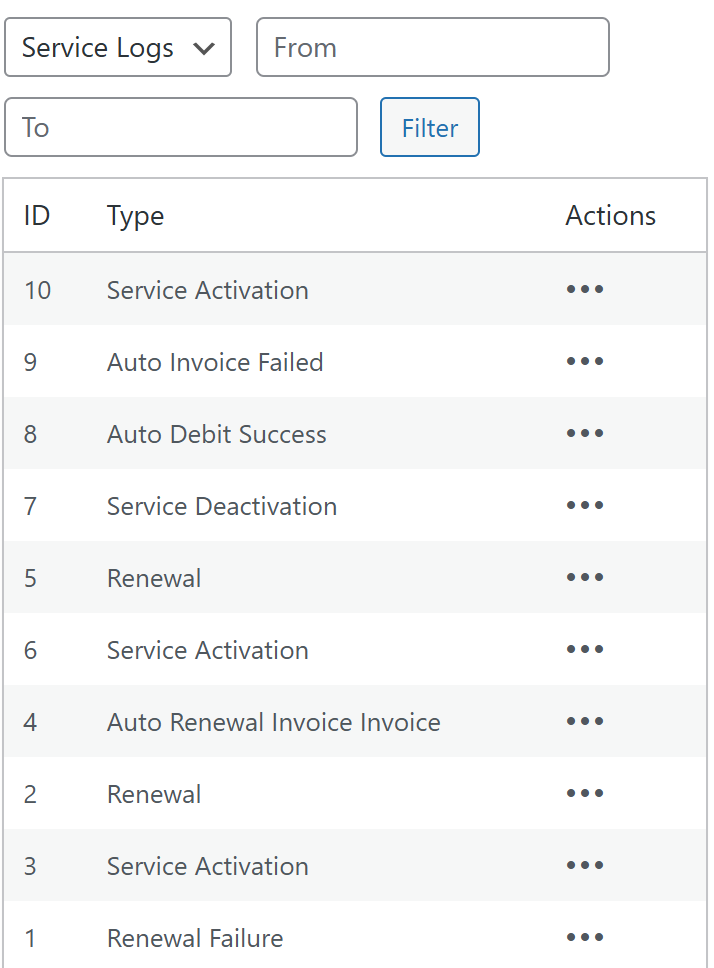 Service Logs From
To Filter
ID Type Actions
10 Service Activation •••
9 Auto Invoice Failed •••
8 Auto Debit Success •••
7 Service Deactivation •••
5 Renewal •••
6 Service Activation •••
4 Auto Renewal Invoice Invoice •••
2 Renewal •••
3 Service Activation •••
1 Renewal Failure •••